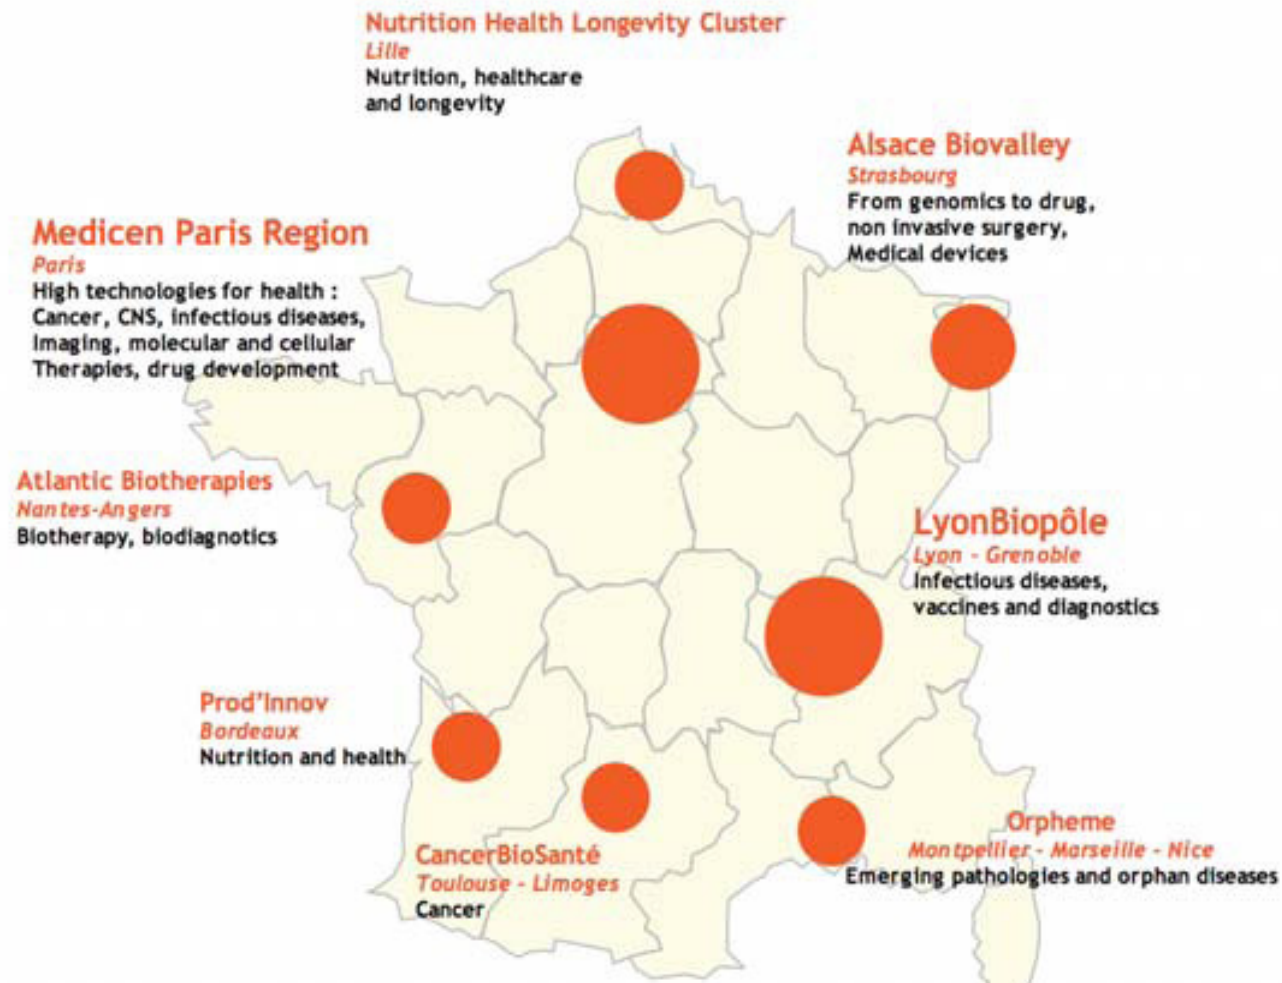 Nutrition Health Longevity Cluster
Lille
Nutrition, healthcare
and longevity
Alsace Biovalley
Strasbourg
From genomics to drug,
non invasive surgery,
Medical devices
Medicen Paris Region
Paris
High technologies for health :
Cancer, CNS, infectious diseases,
Imaging, molecular and cellular
Therapies, drug development
Atlantic Biotherapies
Nantes-Angers
Biotherapy, biodiagnotics
LyonBiopôle
Lyon - Grenoble
Infectious diseases,
vaccines and diagnostics
Prod'Innov
Bordeaux
Nutrition and health
CancerBioSanté
Toulouse - Limoges
Cancer
Orpheme
Montpellier - Marseille - Nice
Emerging pathologies and orphan diseases